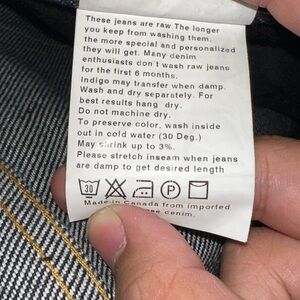 These jeans are raw The longer
you keep from washing them,
the more special and personalized
they will get. Many denim
enthusiasts don't wash raw jeans
for the first 6 months.
Indigo may transfer when damp.
Wash and dry separately. For
best results hang dry.
Do not machine dry.
To preserve color, wash inside
out in cold water (30 Deg.)
May shrink up to 3%.
Please stretch inseam when jeans
are damp to get desired length
30 P
Made in Canada from imported
denim.